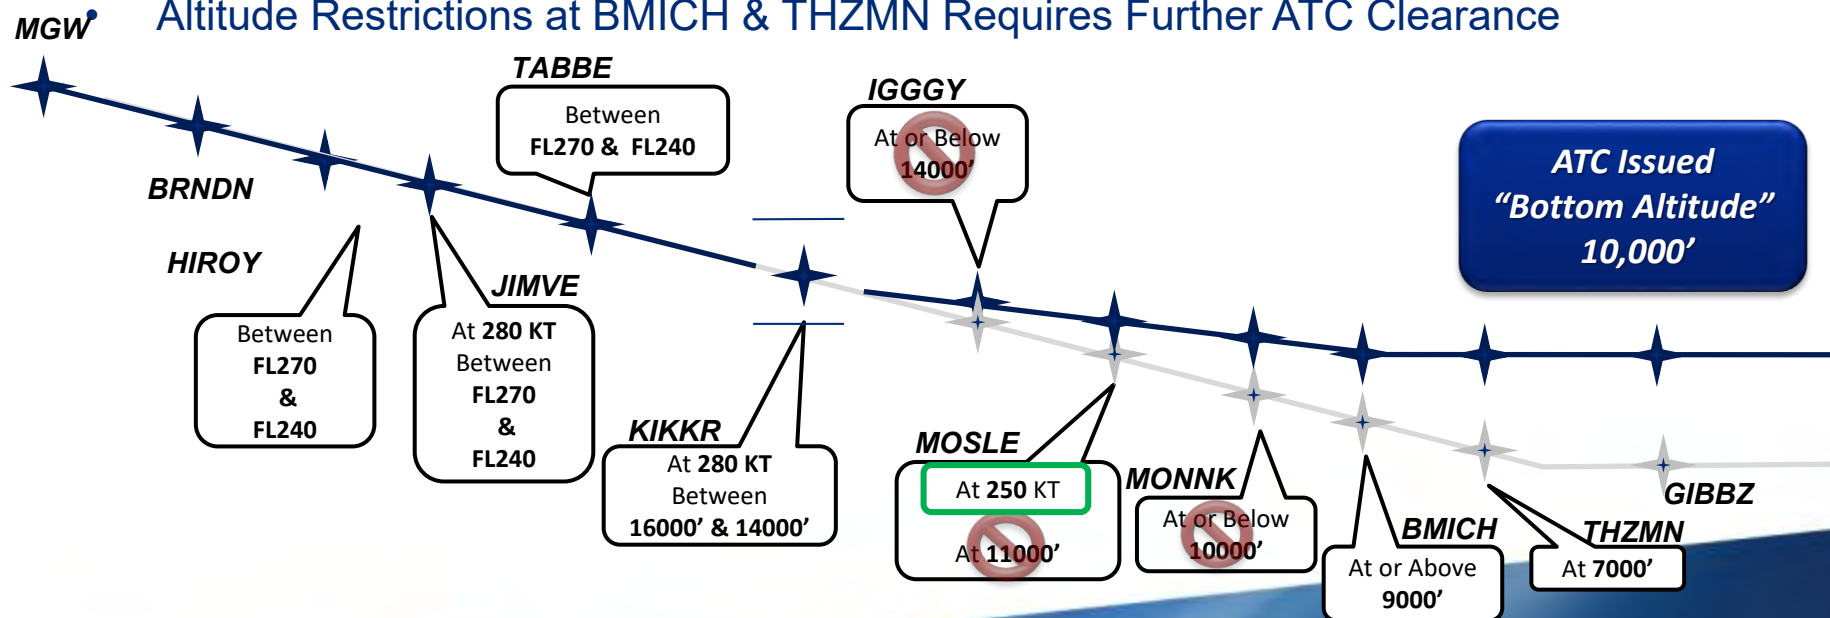 Altitude Restrictions at BMICH & THZMN Requires Further ATC Clearance
MGW
BRNDN
HIROY
Between
FL270
&
FL240
JIMVE
At 280 KT
Between
FL270
&
FL240
TABBE
Between
FL270 & FL240
KIKKR
At 280 KT
Between
16000’ & 14000’
IGGGY
At or Below
14000’
MOSLE
At 250 KT
At 11000’
MONNK
At or Below
10000’
BMICH
At or Above
9000’
THZMN
At 7000’
GIBBZ
ATC Issued
“Bottom Altitude”
10,000’